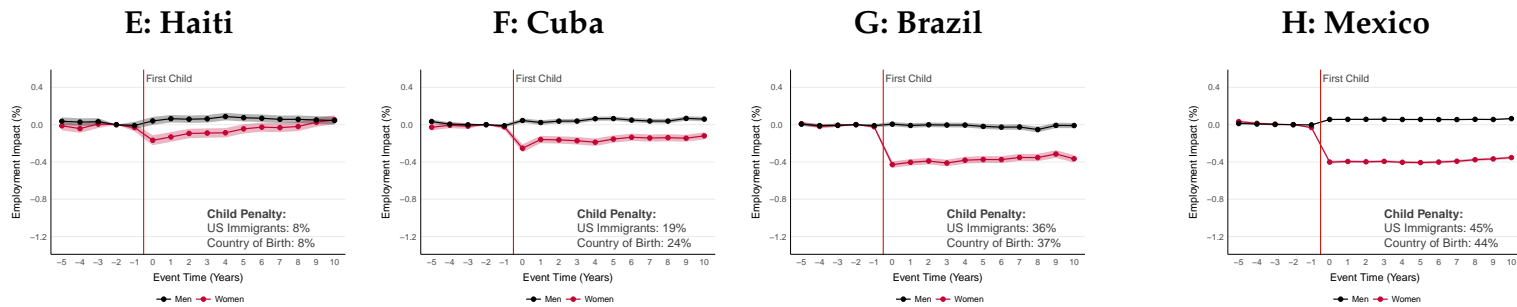 E: Haiti
First Child
0.4
0.0
−0.4
−0.8
−1.2
Employment Impact (%)
Child Penalty:
US Immigrants: 8%
Country of Birth: 8%
−5 −4 −3 −2 −1 0 1 2 3 4 5 6 7 8 9 10
Event Time (Years)
Men Women
F: Cuba
First Child
0.4
0.0
−0.4
−0.8
−1.2
Employment Impact (%)
Child Penalty:
US Immigrants: 19%
Country of Birth: 24%
−5 −4 −3 −2 −1 0 1 2 3 4 5 6 7 8 9 10
Event Time (Years)
Men Women
G: Brazil
First Child
0.4
0.0
−0.4
−0.8
−1.2
Employment Impact (%)
Child Penalty:
US Immigrants: 36%
Country of Birth: 37%
−5 −4 −3 −2 −1 0 1 2 3 4 5 6 7 8 9 10
Event Time (Years)
Men Women
H: Mexico
First Child
0.4
0.0
−0.4
−0.8
−1.2
Employment Impact (%)
Child Penalty:
US Immigrants: 45%
Country of Birth: 44%
−5 −4 −3 −2 −1 0 1 2 3 4 5 6 7 8 9 10
Event Time (Years)
Men Women